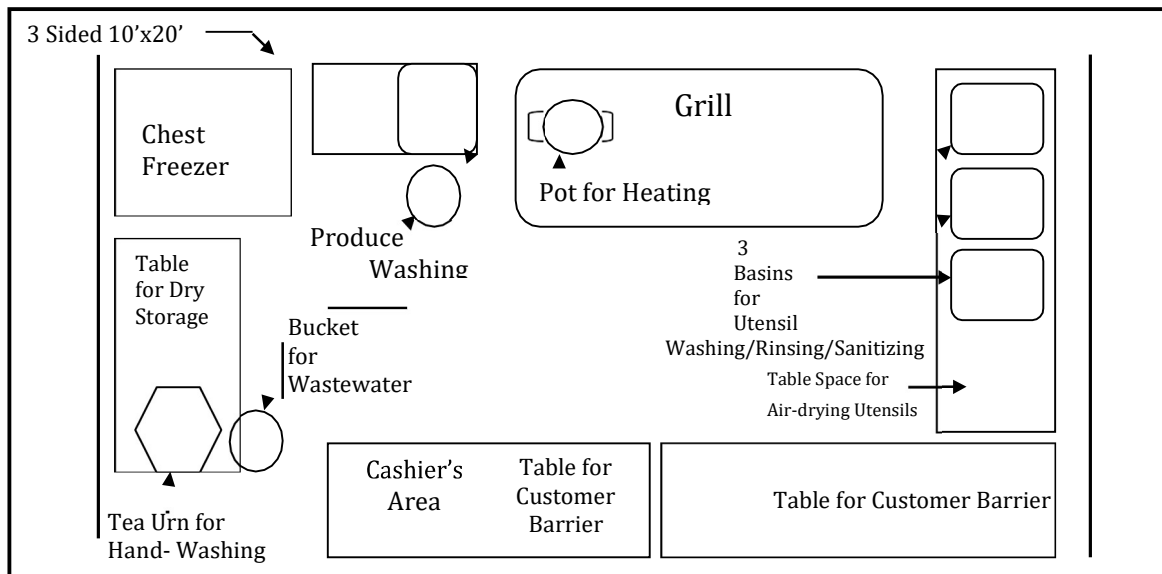 3 Sided 10’x20’
Chest
Freezer
Grill
Pot for Heating
Produce
Washing
Table
for Dry
Storage
Bucket
for
Wastewater
3
Basins
for
Utensil
Washing/Rinsing/Sanitizing
Table Space for
Air-drying Utensils
Cashier’s
Area
Table for
Customer
Barrier
Table for Customer Barrier
Tea Urn for
Hand- Washing